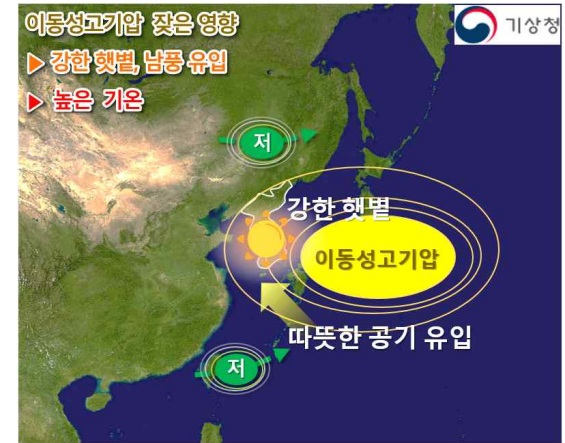 이동성고기압 잦은 영향
▶ 강한 햇볕, 남풍 유입
▶ 높은 기온
기상청
저
강한 햇볕
이동성고기압
따뜻한 공기 유입
저